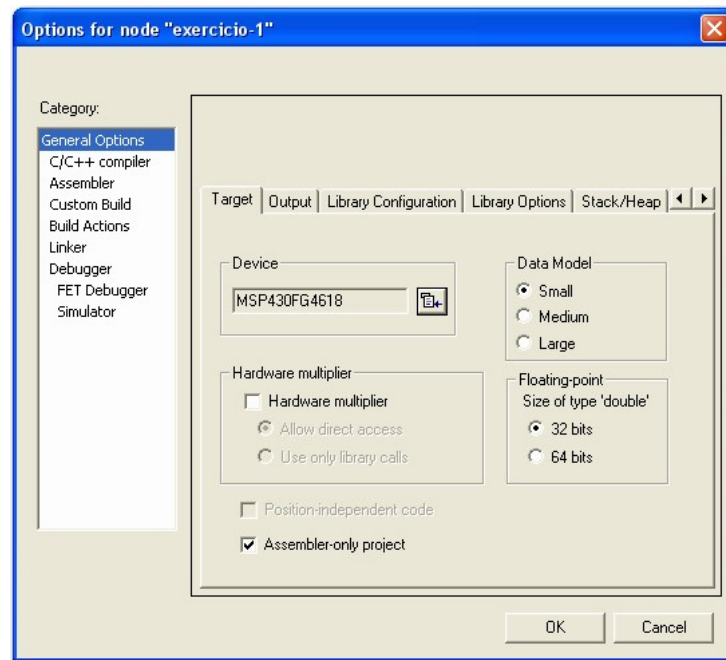 Options for node "exercicio-1"
Category:
General Options
C/C++ compiler
Assembler
Custom Build
Build Actions
Linker
Debugger
FET Debugger
Simulator
Target Output Library Configuration Library Options Stack/Heap
Device
MSP430FG4618
Data Model
Small
Medium
Large
Hardware multiplier
Hardware multiplier
Allow direct access
Use only library calls
Floating-point
Size of type 'double'
32 bits
64 bits
Position-independent code
Assembler-only project
OK Cancel